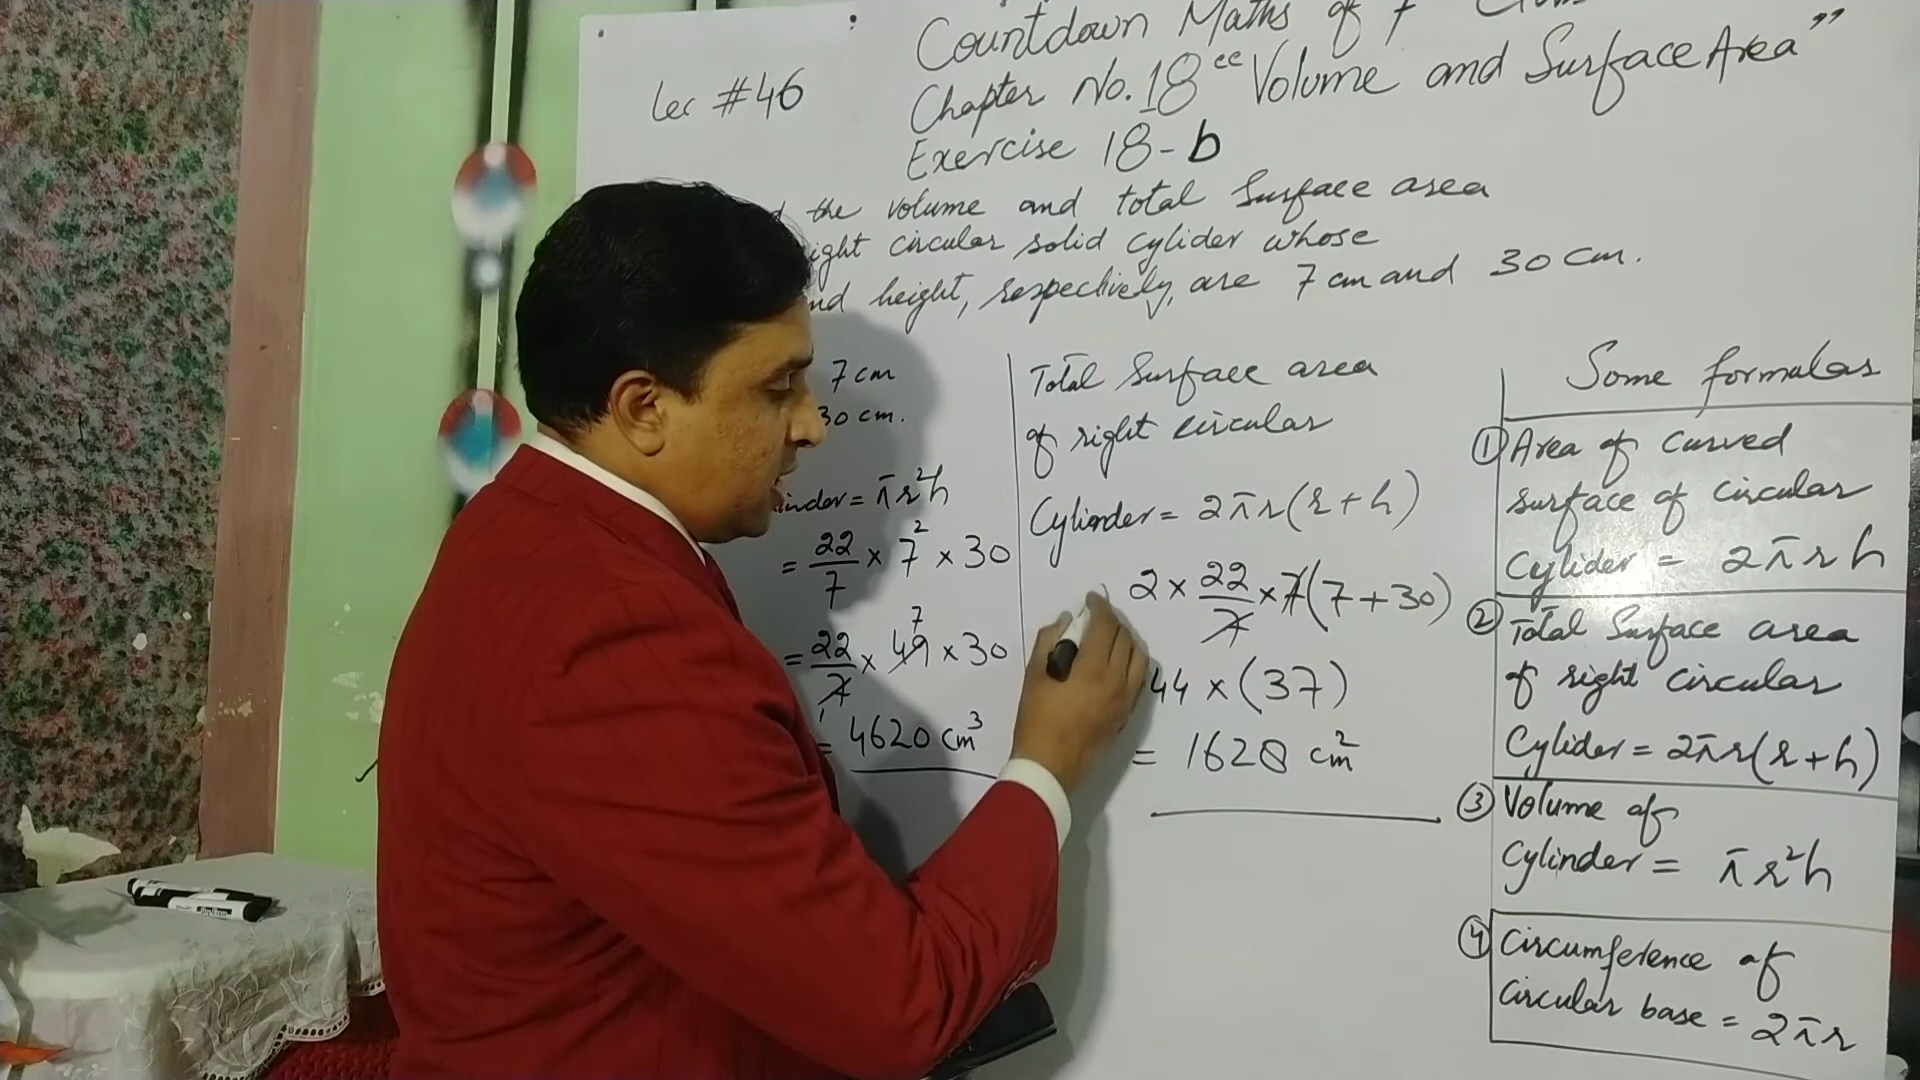 Countdown Maths of 7
Lec #46
Chapter No. 18 "Volume and Surface Area"
Exercise 18-b
the volume and total Surface area
circular solid Cylider whose
height, respectively, are 7 cm and 30 cm.
7 cm
30 cm.
= πr²h
= 22/7 × 7² × 30
= 22/7 × 49 × 30
7
1
= 4620 cm³
Total Surface area
of right circular
Cylinder = 2πr(r+h)
2 × 22/7 × 7(7+30)
44 × (37)
= 1628 cm²
Some formulas
① Area of Curved
Surface of Circular
Cylider = 2πrh
② Total Surface area
of right Circular
Cylider = 2πr(r+h)
③ Volume of
Cylinder = πr²h
④ Circumference of
Circular base = 2πr